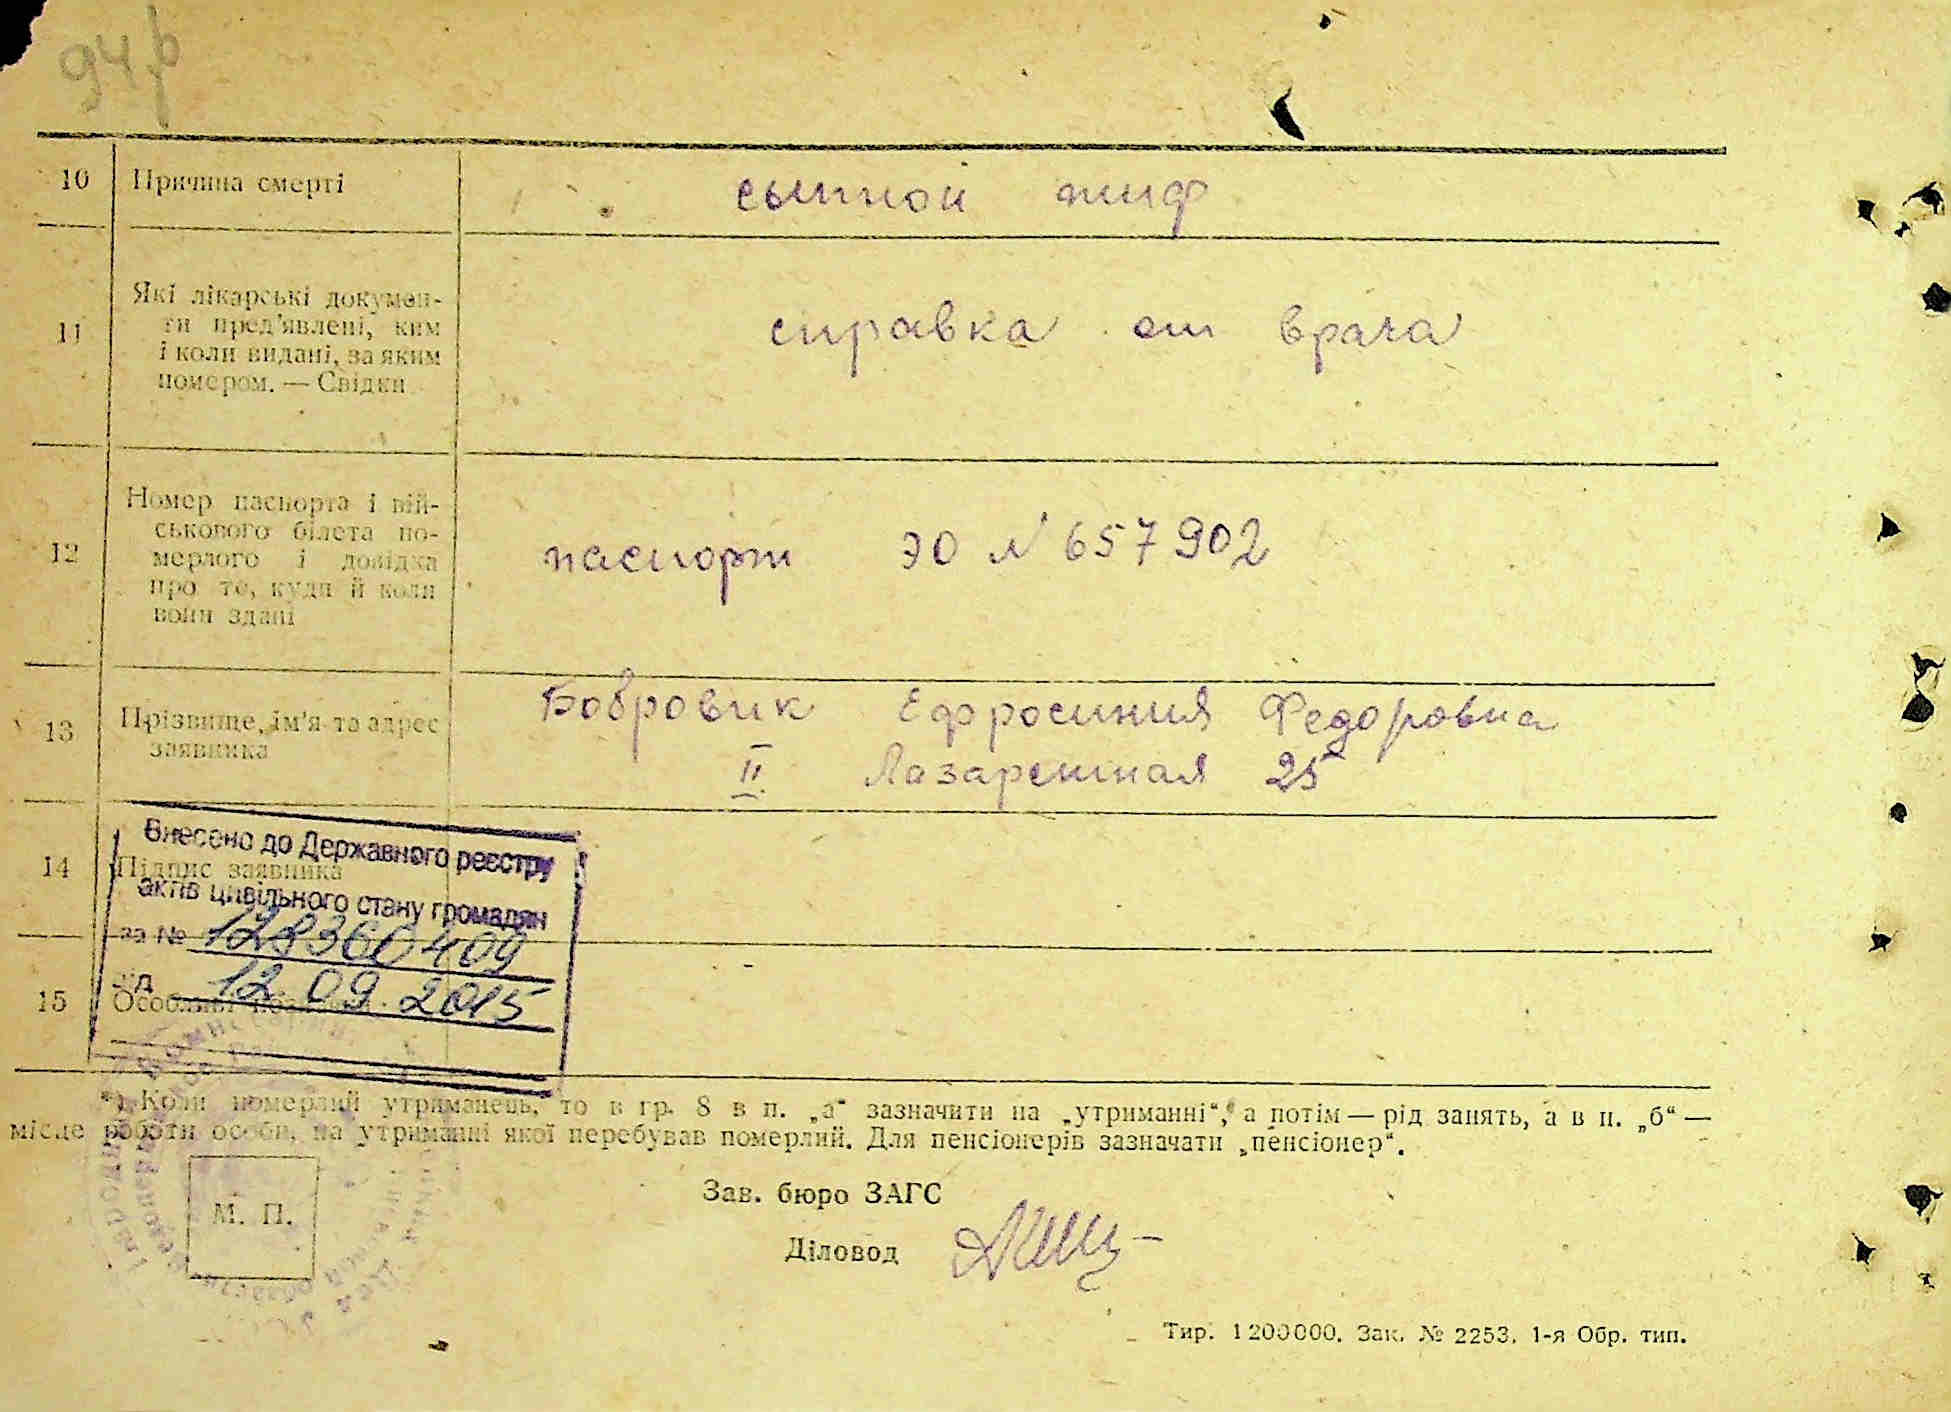 94р
10 Причина смерті сыпной тиф
11 Які лікарські докумен-
ти пред'явлені, ким
і коли видані, за яким
номером. — Свідки
справка от врача
12 Номер паспорта і вій-
ськового білета по-
мерлого і довідка
про те, куди й коли
вони здані
паспорт ЭО № 657902
13 Прізвище, ім'я та адрес
заявника
Бобровик Ефросиния Федоровна
II Лазаретная 25
14 Підпис заявника
15 Особливі
Внесено до Державного реєстру
актів цивільного стану громадян
за № 128360409
від 12.09.2015
*) Коли померлий утриманець, то в гр. 8 в п. „а“ зазначити на „утриманні“, а потім — рід занять, а в п. „б“ —
місце роботи особи, на утриманні якої перебував померлий. Для пенсіонерів зазначати „пенсіонер“.
М. П.
Зав. бюро ЗАГС
Діловод
Тир. 1200000. Зак. № 2253. 1-я Обр. тип.